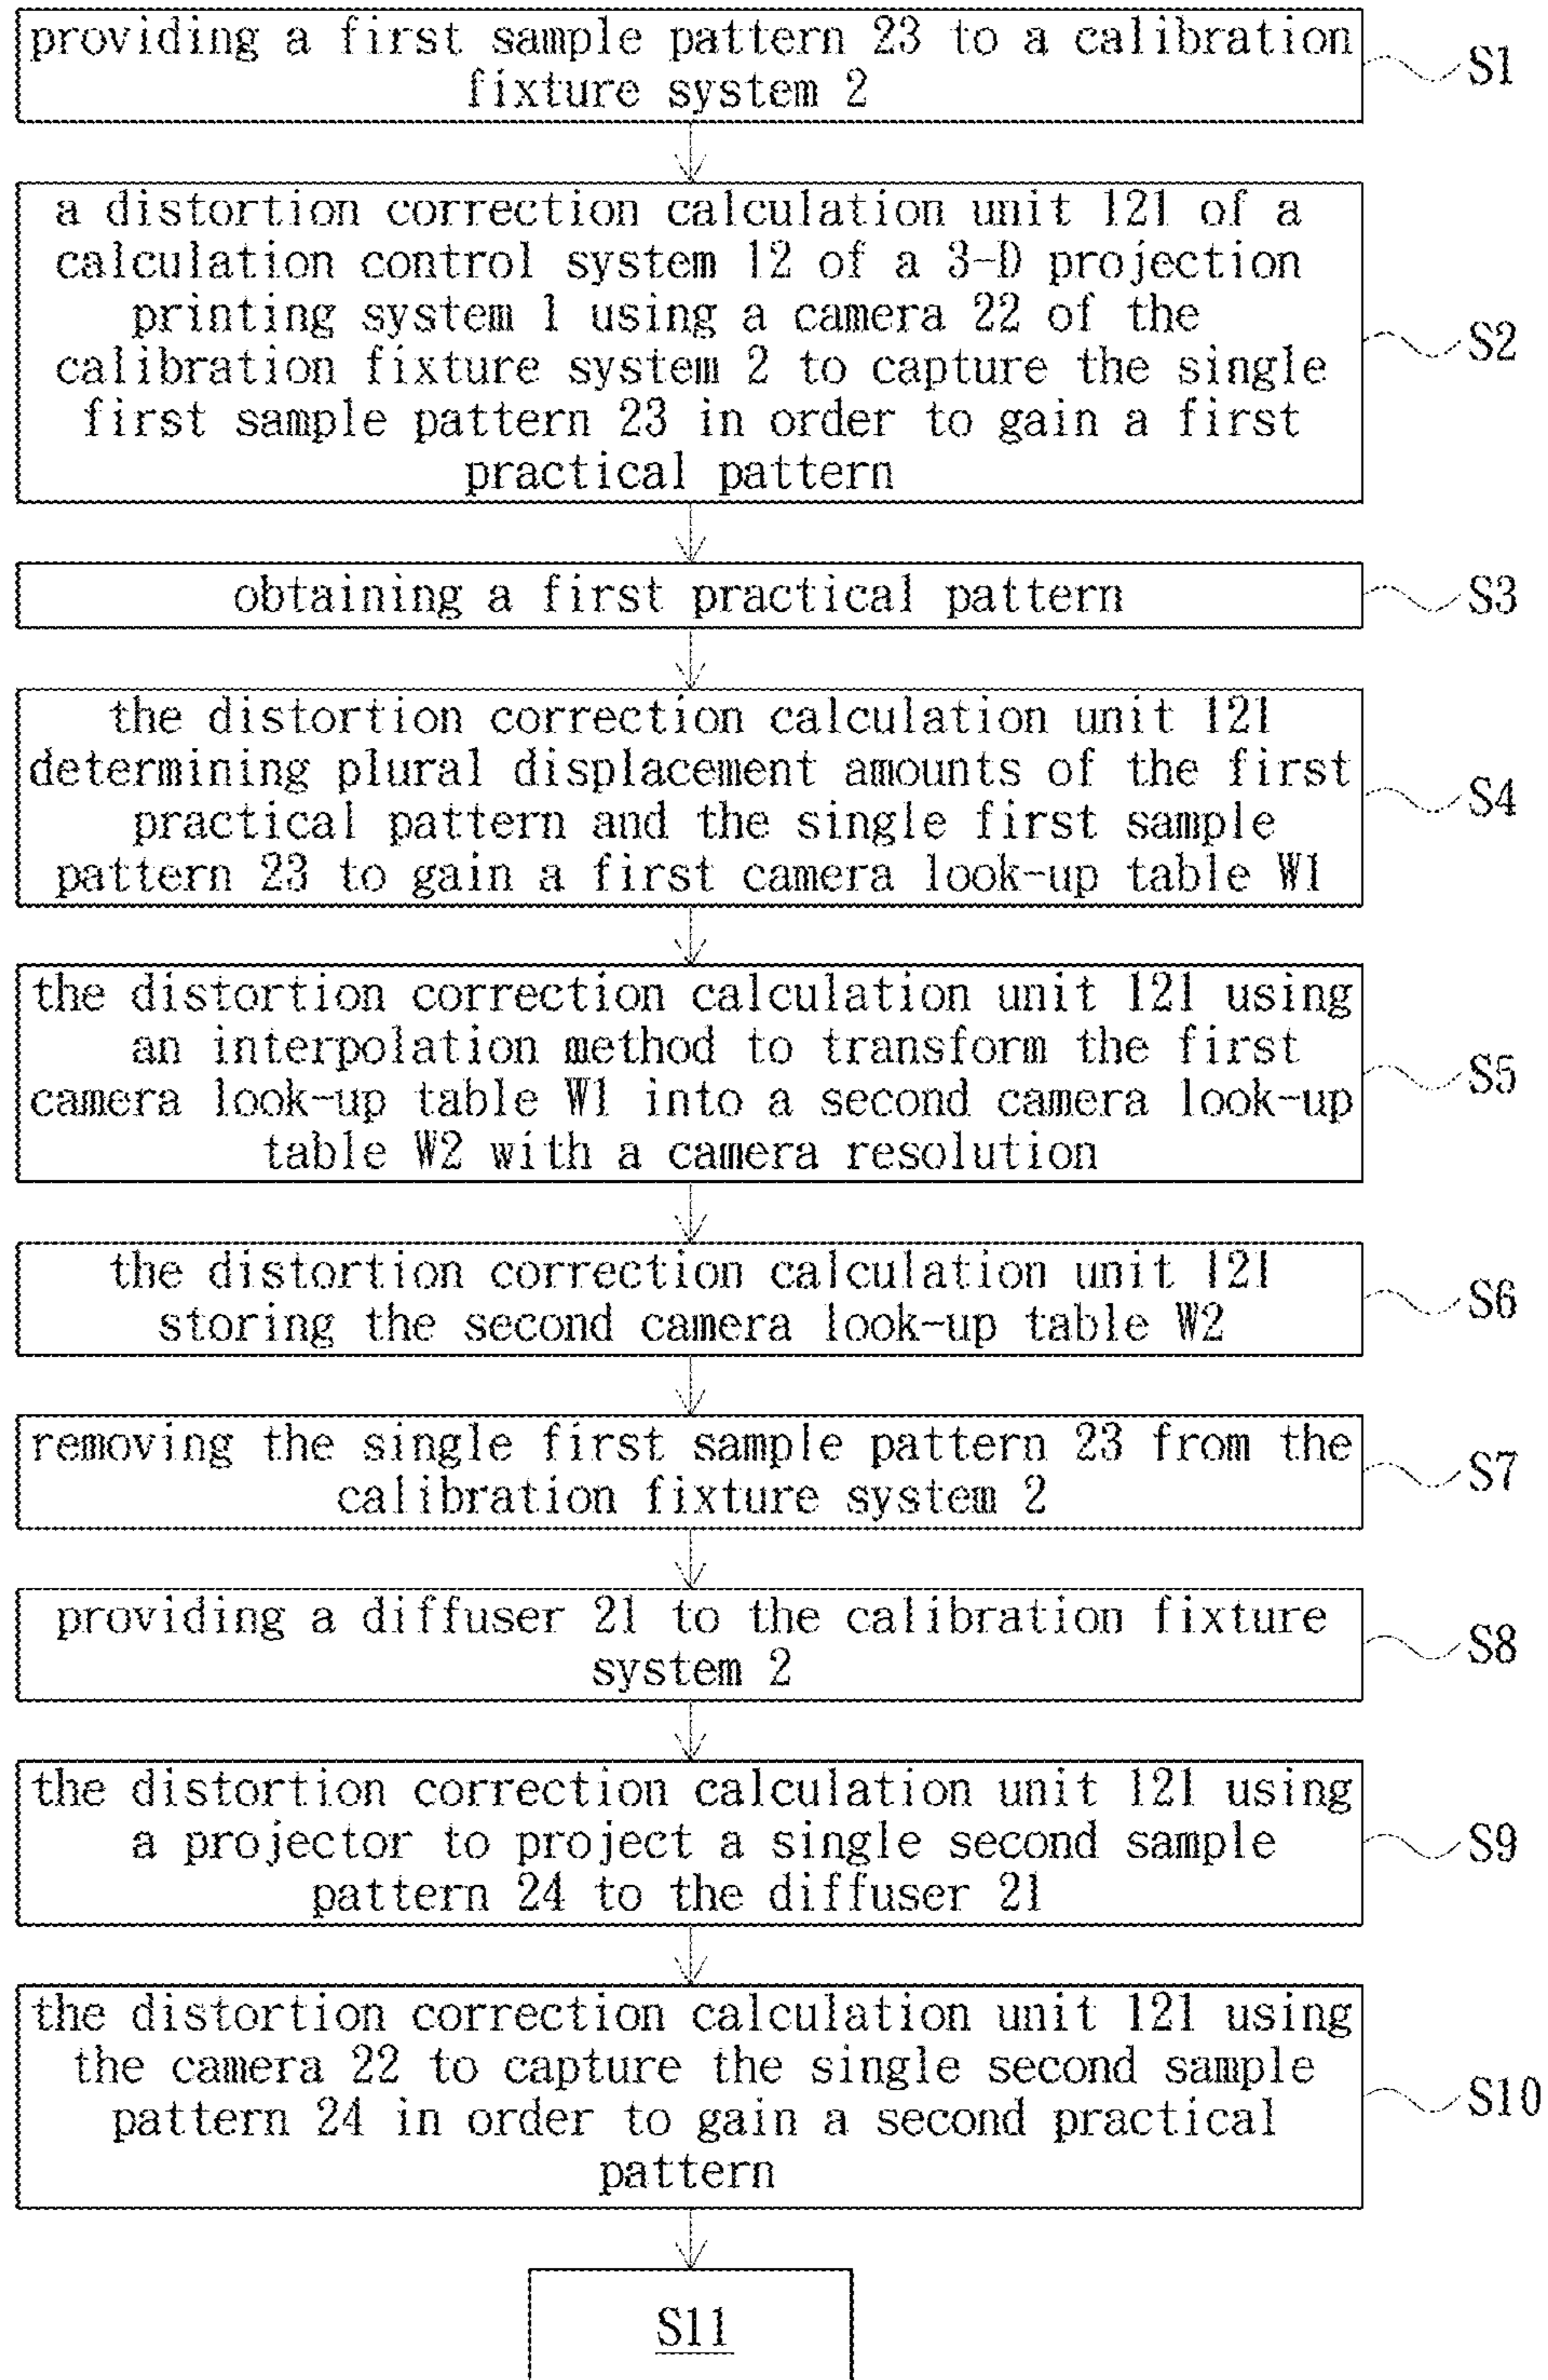 providing a first sample pattern 23 to a calibration
fixture system 2
S1
a distortion correction calculation unit 121 of a
calculation control system 12 of a 3-D projection
printing system 1 using a camera 22 of the
calibration fixture system 2 to capture the single
first sample pattern 23 in order to gain a first
practical pattern
S2
obtaining a first practical pattern
S3
the distortion correction calculation unit 121
determining plural displacement amounts of the first
practical pattern and the single first sample
pattern 23 to gain a first camera look-up table W1
S4
the distortion correction calculation unit 121 using
an interpolation method to transform the first
camera look-up table W1 into a second camera look-up
table W2 with a camera resolution
S5
the distortion correction calculation unit 121
storing the second camera look-up table W2
S6
removing the single first sample pattern 23 from the
calibration fixture system 2
S7
providing a diffuser 21 to the calibration fixture
system 2
S8
the distortion correction calculation unit 121 using
a projector to project a single second sample
pattern 24 to the diffuser 21
S9
the distortion correction calculation unit 121 using
the camera 22 to capture the single second sample
pattern 24 in order to gain a second practical
pattern
S10
S11